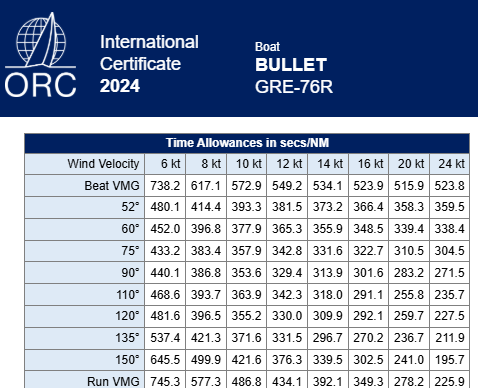 ORC
International
Certificate
2024
Boat
BULLET
GRE-76R
Time Allowances in secs/NM
Wind Velocity 6 kt 8 kt 10 kt 12 kt 14 kt 16 kt 20 kt 24 kt
Beat VMG 738.2 617.1 572.9 549.2 534.1 523.9 515.9 523.8
52° 480.1 414.4 393.3 381.5 373.2 366.4 358.3 359.5
60° 452.0 396.8 377.9 365.3 355.9 348.5 339.4 338.4
75° 433.2 383.4 357.9 342.8 331.6 322.7 310.5 304.5
90° 440.1 386.8 353.6 329.4 313.9 301.6 283.2 271.5
110° 468.6 393.7 363.9 342.3 318.0 291.1 255.8 235.7
120° 481.6 396.5 355.2 330.0 309.9 292.1 259.7 227.5
135° 537.4 421.3 371.6 331.5 296.7 270.2 236.7 211.9
150° 645.5 499.9 421.6 376.3 339.5 302.5 241.0 195.7
Run VMG 745.3 577.3 486.8 434.1 392.1 349.3 278.2 225.9